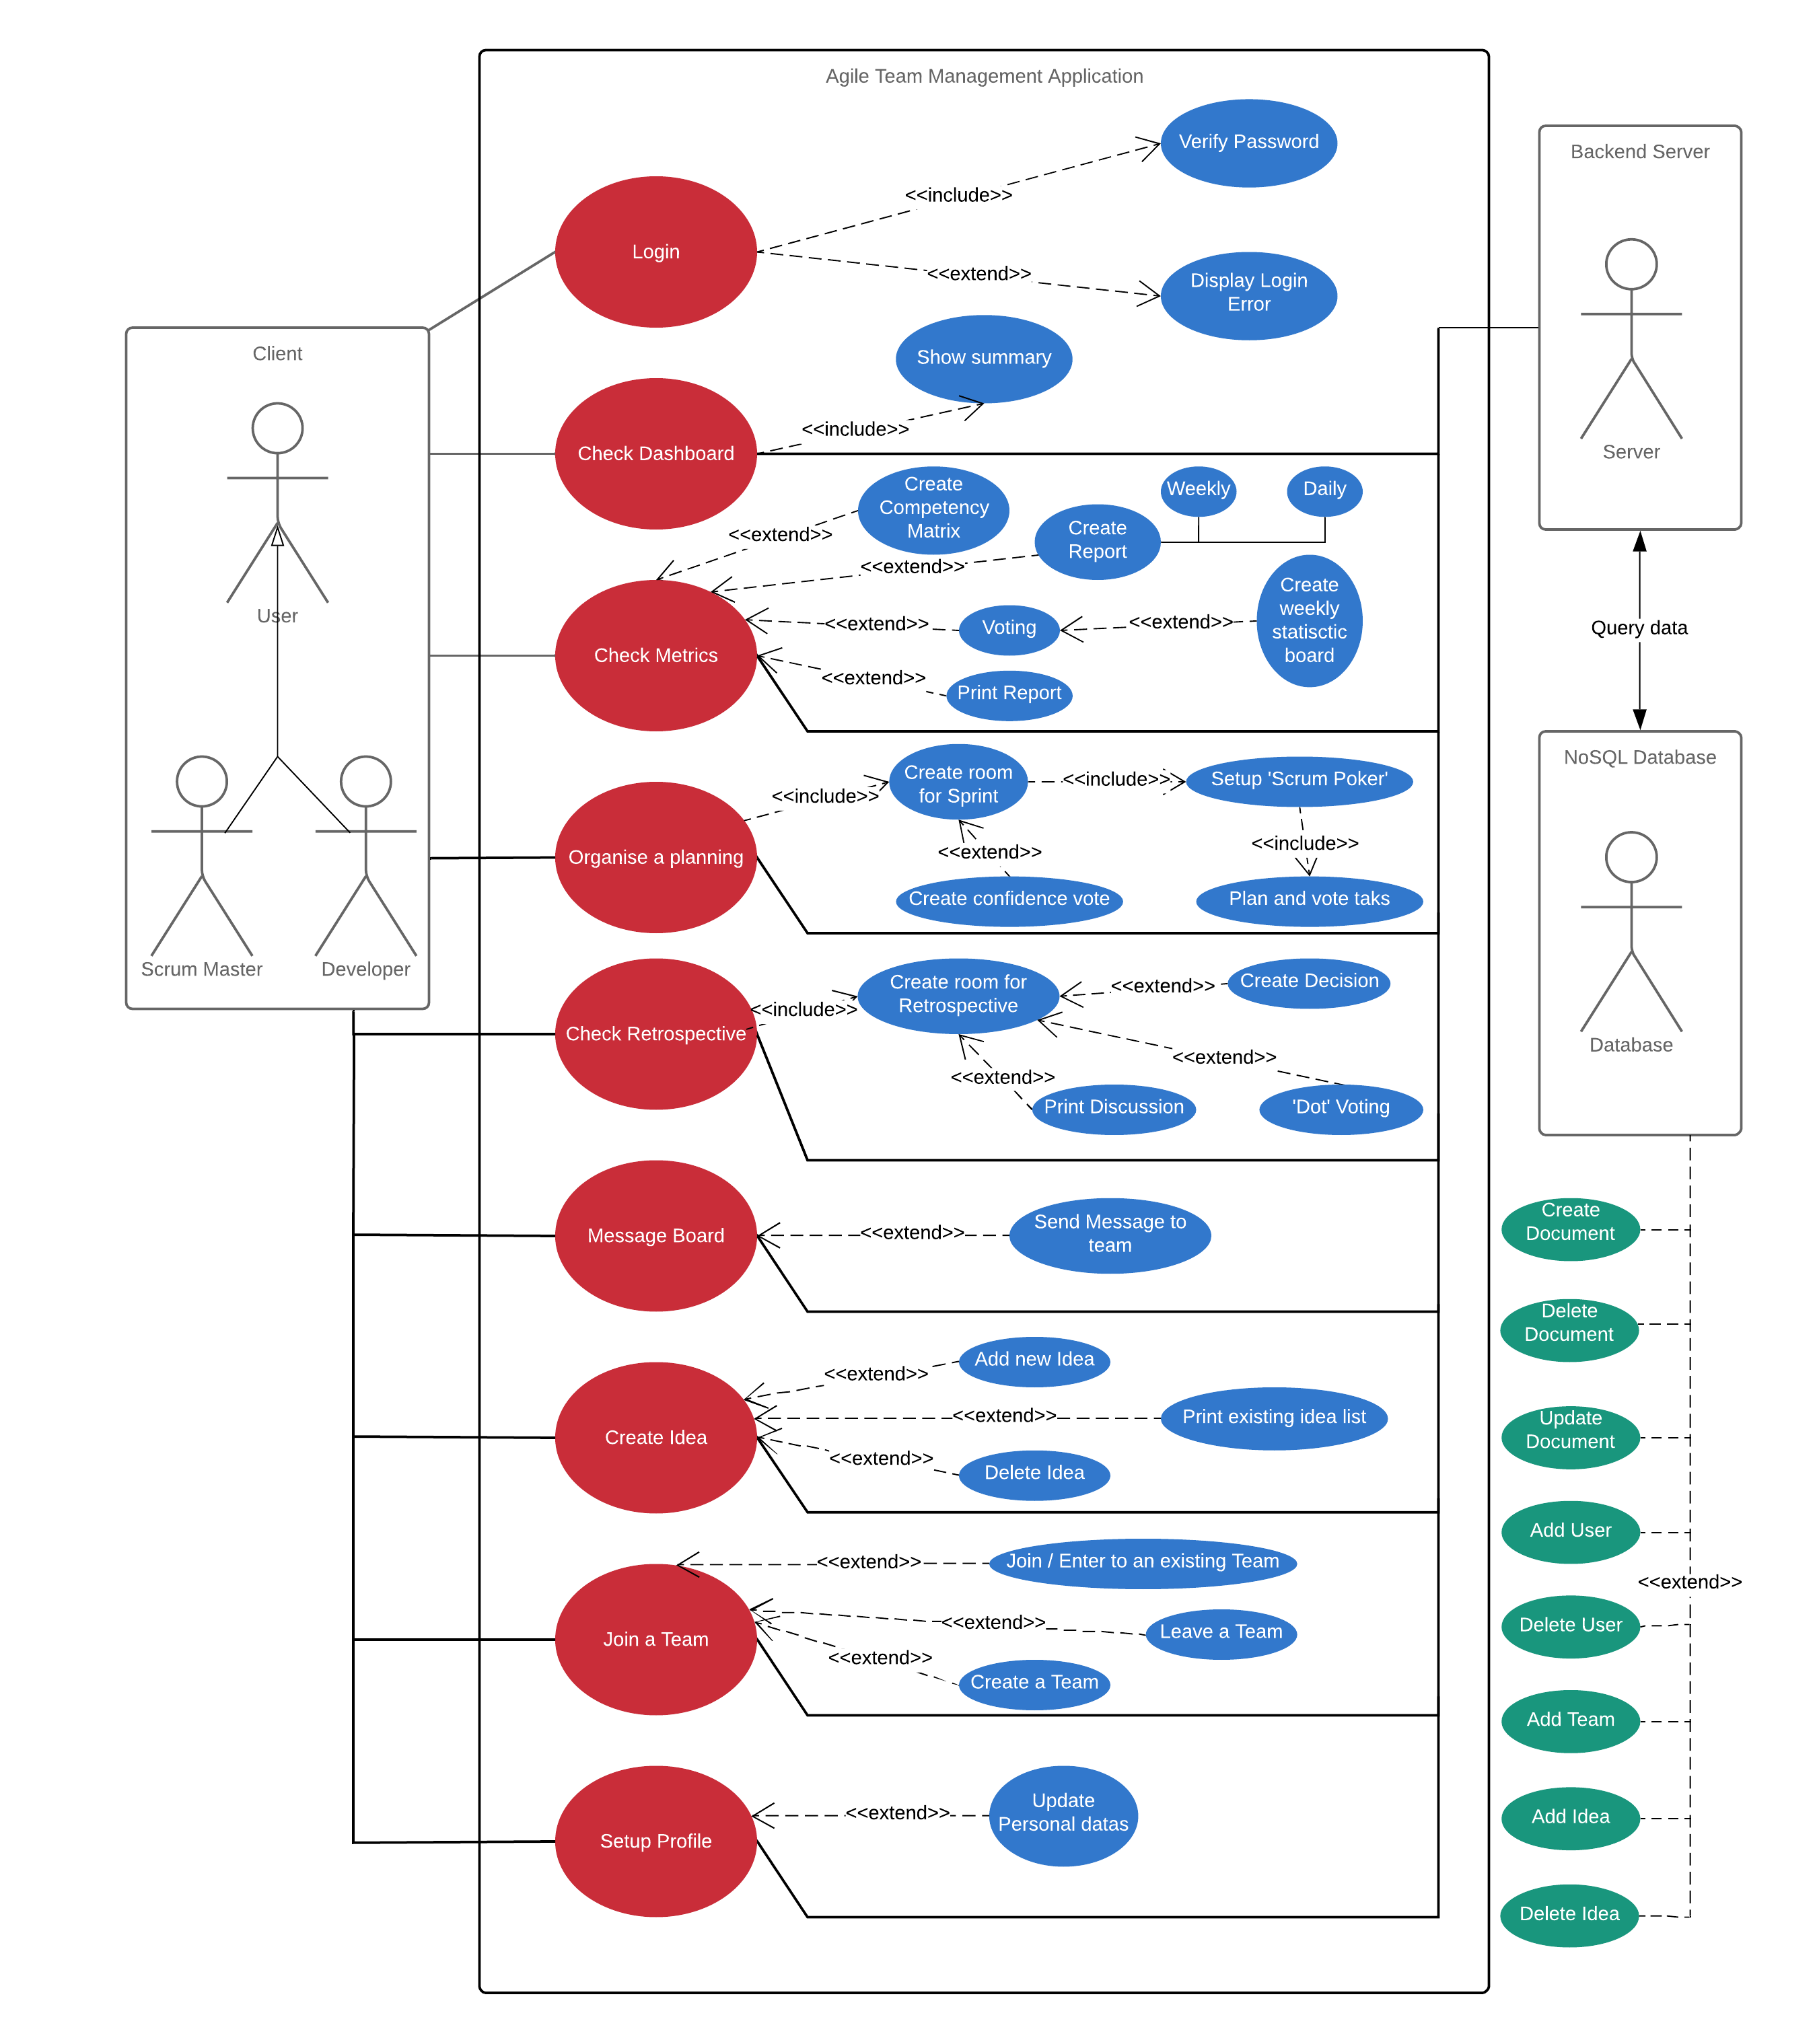 Agile Team Management Application
Verify Password
Backend Server
<<include>>
Login
<<extend>>
Display Login
Error
Client
Show summary
<<include>>
Check Dashboard
Server
Create
Competency
Matrix
Weekly
Daily
<<extend>>
Create
Report
<<extend>>
Create
weekly
statisctic
board
User
<<extend>>
Voting
<<extend>>
Query data
Check Metrics
<<extend>>
Print Report
NoSQL Database
Create room
for Sprint
<<include>>
Setup 'Scrum Poker'
<<include>>
<<extend>>
<<include>>
Organise a planning
Create confidence vote
Plan and vote taks
Scrum Master
Developer
Create room for
Retrospective
<<extend>>
Create Decision
<<include>>
Check Retrospective
<<extend>>
Database
<<extend>>
Print Discussion
'Dot' Voting
Create
Document
Message Board
<<extend>>
Send Message to
team
Delete
Document
Add new Idea
<<extend>>
<<extend>>
Print existing idea list
Create Idea
<<extend>>
Delete Idea
Update
Document
Add User
<<extend>>
Join / Enter to an existing Team
<<extend>>
Join a Team
<<extend>>
Leave a Team
Delete User
<<extend>>
Create a Team
Add Team
Setup Profile
<<extend>>
Update
Personal datas
Add Idea
Delete Idea